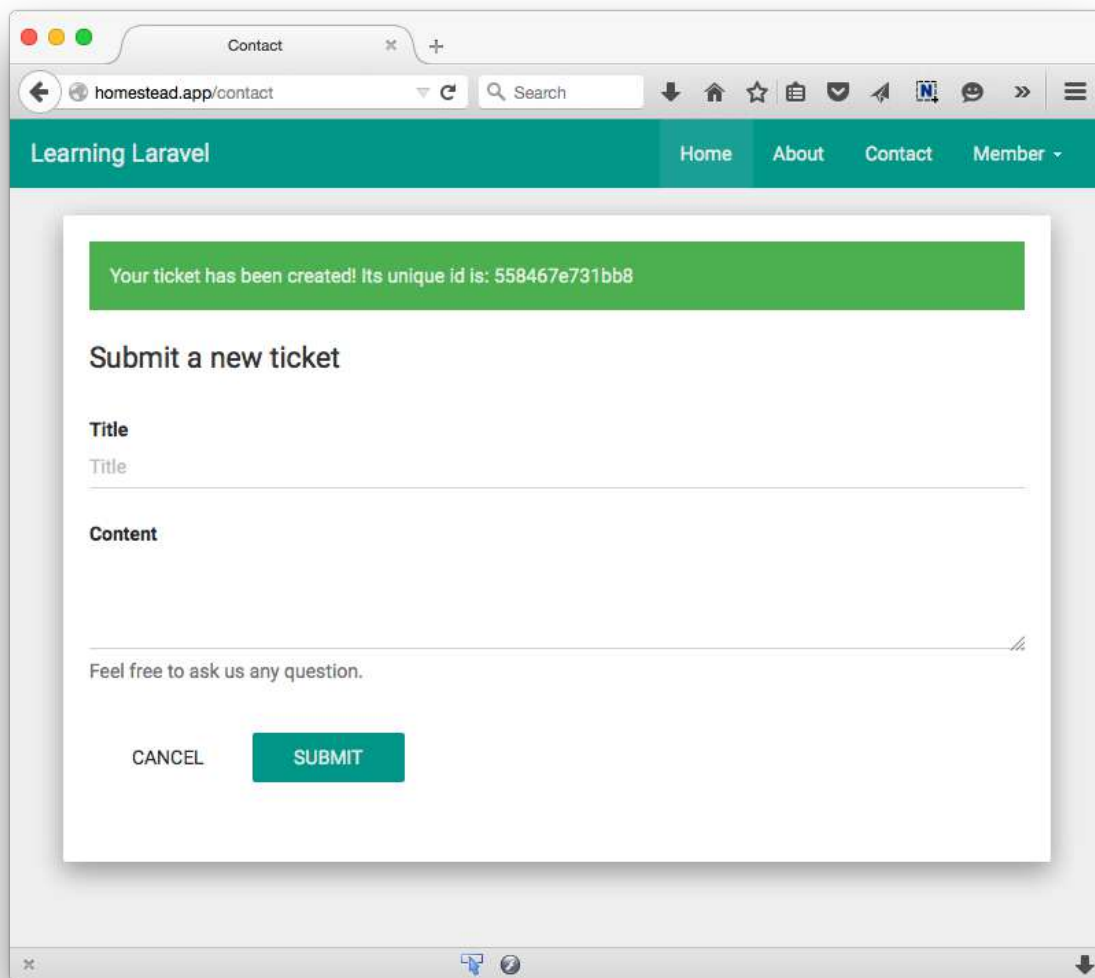 Contact
homestead.app/contact
Search
Learning Laravel
Home About Contact Member
Your ticket has been created! Its unique id is: 558467e731bb8
Submit a new ticket
Title
Title
Content
Feel free to ask us any question.
CANCEL SUBMIT